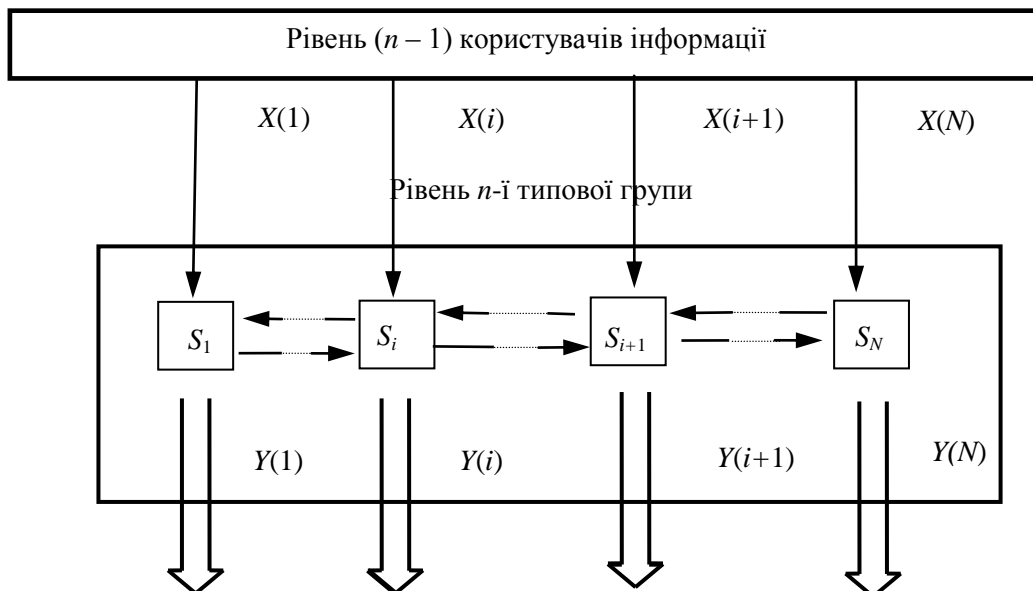 Рівень (n – 1) користувачів інформації
X(1) X(i) X(i+1) X(N)
Рівень n-ї типової групи
S1 Si Si+1 SN
Y(1) Y(i) Y(i+1) Y(N)